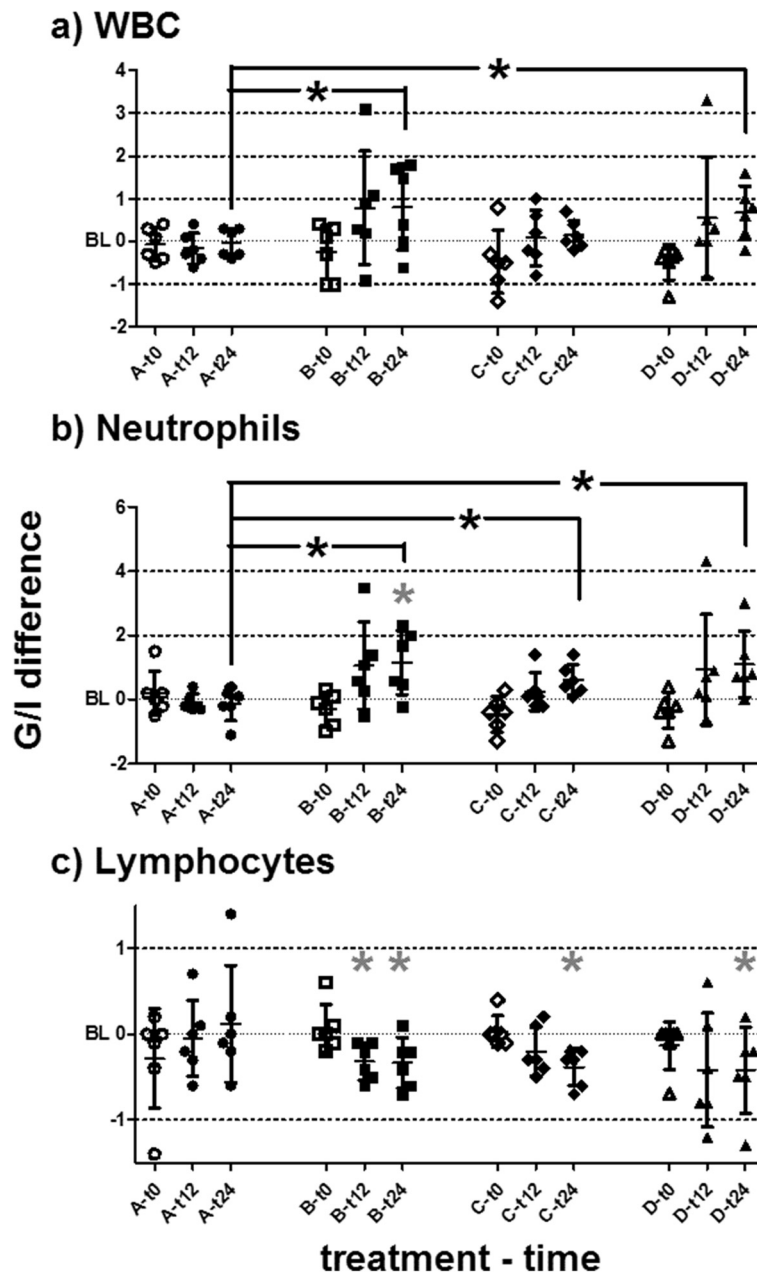 a) WBC
4
3
2
1
BL 0
-1
-2
* *
A-t0 A-t12 A-t24 B-t0 B-t12 B-t24 C-t0 C-t12 C-t24 D-t0 D-t12 D-t24
b) Neutrophils
6
4
2
BL 0
-2
* * * *
A-t0 A-t12 A-t24 B-t0 B-t12 B-t24 C-t0 C-t12 C-t24 D-t0 D-t12 D-t24
G/l difference
c) Lymphocytes
1
BL 0
-1
* * * *
A-t0 A-t12 A-t24 B-t0 B-t12 B-t24 C-t0 C-t12 C-t24 D-t0 D-t12 D-t24
treatment - time